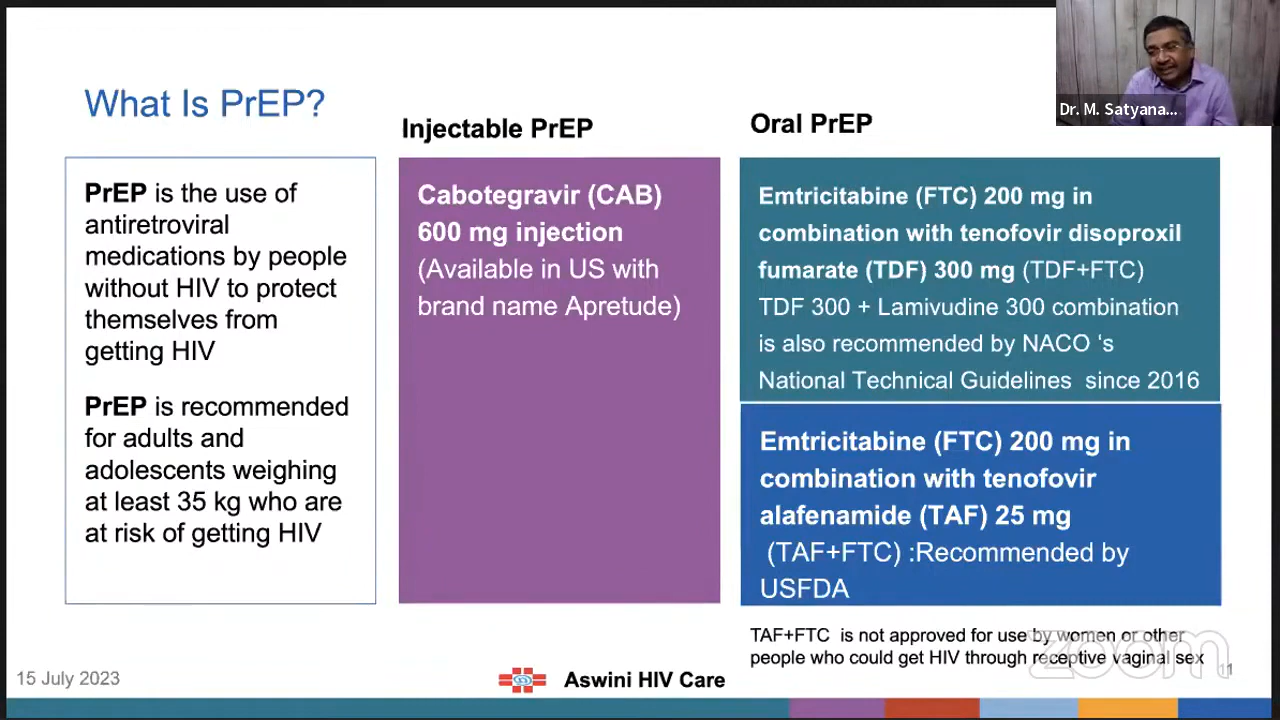 Dr. M. Satyana...
What Is PrEP?
PrEP is the use of
antiretroviral
medications by people
without HIV to protect
themselves from
getting HIV
PrEP is recommended
for adults and
adolescents weighing
at least 35 kg who are
at risk of getting HIV
Injectable PrEP
Cabotegravir (CAB)
600 mg injection
(Available in US with
brand name Apretude)
Oral PrEP
Emtricitabine (FTC) 200 mg in
combination with tenofovir disoproxil
fumarate (TDF) 300 mg (TDF+FTC)
TDF 300 + Lamivudine 300 combination
is also recommended by NACO 's
National Technical Guidelines since 2016
Emtricitabine (FTC) 200 mg in
combination with tenofovir
alafenamide (TAF) 25 mg
(TAF+FTC) :Recommended by
USFDA
TAF+FTC is not approved for use by women or other
people who could get HIV through receptive vaginal sex
15 July 2023
Aswini HIV Care
zoom
11